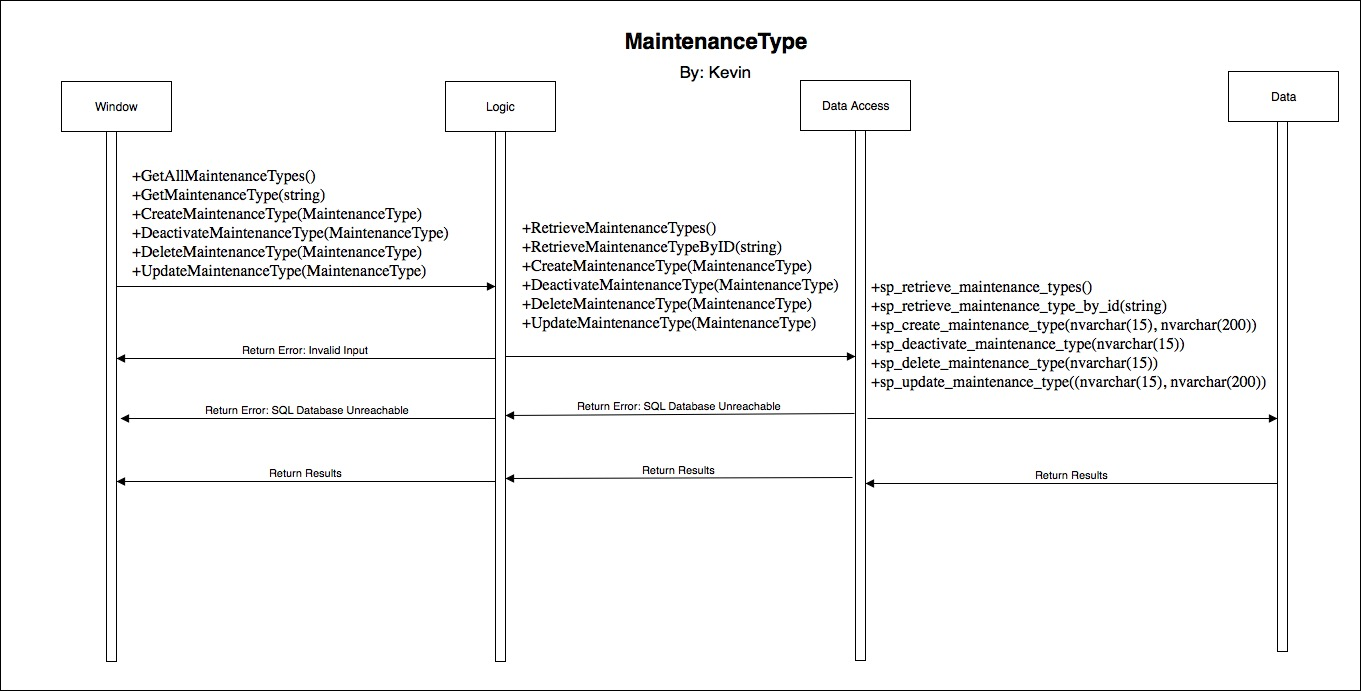 MaintenanceType
By: Kevin
Window
Logic
Data Access
Data
+GetAllMaintenanceTypes()
+GetMaintenanceType(string)
+CreateMaintenanceType(MaintenanceType)
+DeactivateMaintenanceType(MaintenanceType)
+DeleteMaintenanceType(MaintenanceType)
+UpdateMaintenanceType(MaintenanceType)
+RetrieveMaintenanceTypes()
+RetrieveMaintenanceTypeByID(string)
+CreateMaintenanceType(MaintenanceType)
+DeactivateMaintenanceType(MaintenanceType)
+DeleteMaintenanceType(MaintenanceType)
+UpdateMaintenanceType(MaintenanceType)
+sp_retrieve_maintenance_types()
+sp_retrieve_maintenance_type_by_id(string)
+sp_create_maintenance_type(nvarchar(15), nvarchar(200))
+sp_deactivate_maintenance_type(nvarchar(15))
+sp_delete_maintenance_type(nvarchar(15))
+sp_update_maintenance_type((nvarchar(15), nvarchar(200))
Return Error: Invalid Input
Return Error: SQL Database Unreachable
Return Error: SQL Database Unreachable
Return Results
Return Results
Return Results